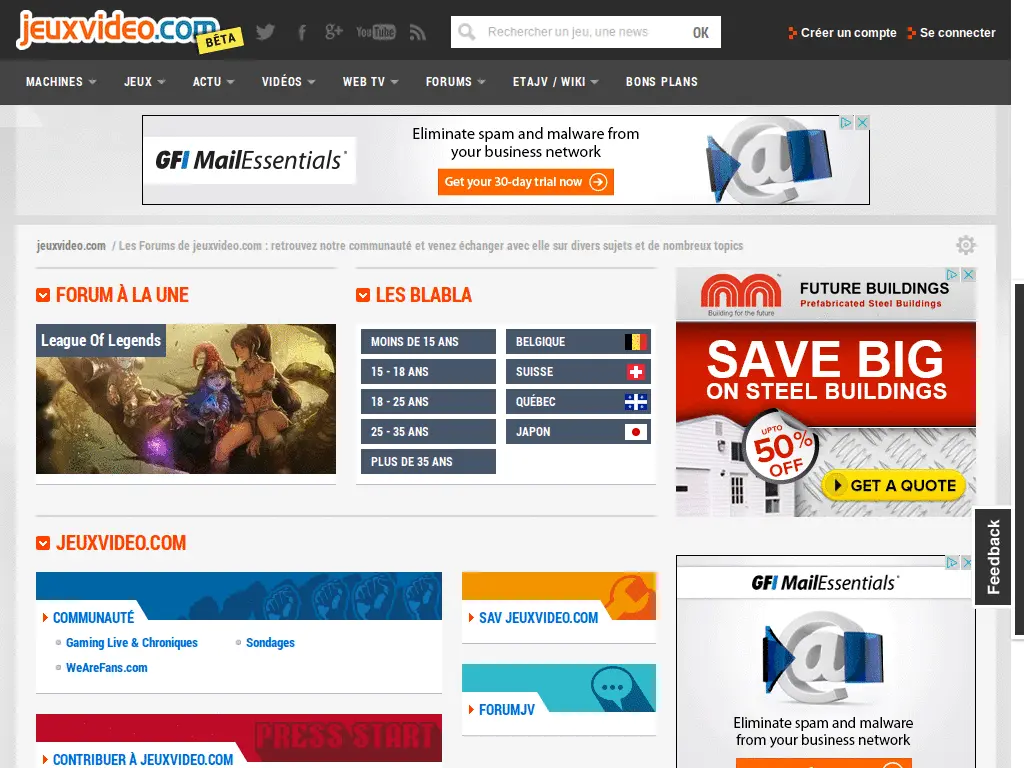 jeuxvideo.com
BÊTA
You Tube
Rechercher un jeu, une news
OK
Créer un compte
Se connecter
MACHINES
JEUX
ACTU
VIDÉOS
WEB TV
FORUMS
ETAJV / WIKI
BONS PLANS
GFI MailEssentials
Eliminate spam and malware from
your business network
Get your 30-day trial now
jeuxvideo.com / Les Forums de jeuxvideo.com : retrouvez notre communauté et venez échanger avec elle sur divers sujets et de nombreux topics
FORUM À LA UNE
League Of Legends
LES BLABLA
MOINS DE 15 ANS
BELGIQUE
15 - 18 ANS
SUISSE
18 - 25 ANS
QUÉBEC
25 - 35 ANS
JAPON
PLUS DE 35 ANS
Building for the future
FUTURE BUILDINGS
Prefabricated Steel Buildings
SAVE BIG
ON STEEL BUILDINGS
UP TO
50%
OFF
GET A QUOTE
Feedback
JEUXVIDEO.COM
COMMUNAUTÉ
Gaming Live & Chroniques
Sondages
WeAreFans.com
SAV JEUXVIDEO.COM
FORUMJV
PRESS START
CONTRIBUER À JEUXVIDEO.COM
GFI MailEssentials
Eliminate spam and malware
from your business network